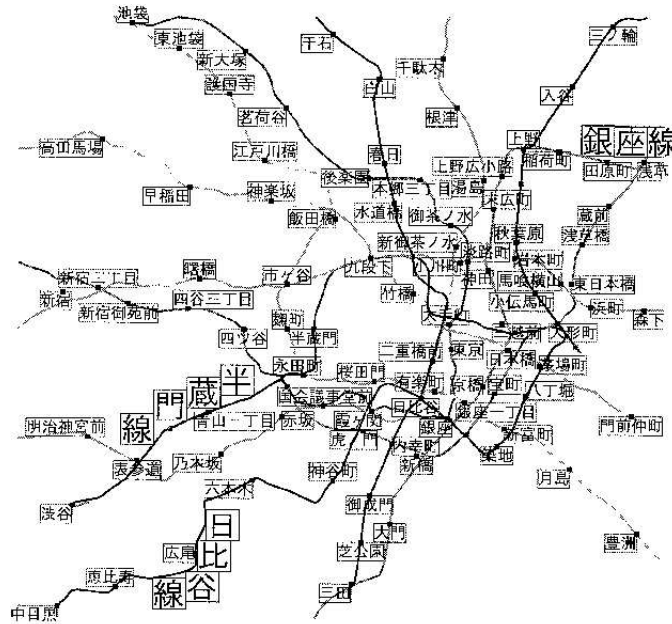 池袋
東池袋
新大塚
護国寺
茗荷谷
千石
白山
千駄木
根津
三ノ輪
入谷
上野
銀座線
稲荷町
田原町
浅草
高田馬場
江戸川橋
春日
後楽園
本郷三
湯島
上野広小路
末広町
早稲田
神楽坂
飯田橋
水道橋
御茶ノ水
新御茶ノ水
淡路町
秋葉原
岩本町
蔵前
浅草橋
新宿三丁目
曙橋
市ヶ谷
九段下
小川町
神田
馬喰横山
東日本橋
新宿
新宿御苑前
四谷三丁目
麹町
竹橋
小伝馬町
浜町
森下
四ツ谷
半蔵門
大手町
人形町
永田町
桜田門
二重橋前
東京
日本橋
茅場町
半蔵門線
国会議事堂前
有楽町
京橋
宝町
八丁堀
明治神宮前
青山一丁目
赤坂
霞ヶ関
日比谷
銀座
銀座一丁目
新富町
門前仲町
表参道
乃木坂
虎ノ門
内幸町
新橋
築地
月島
渋谷
六本木
神谷町
御成門
大門
豊洲
日比谷線
広尾
芝公園
恵比寿
三田
中目黒